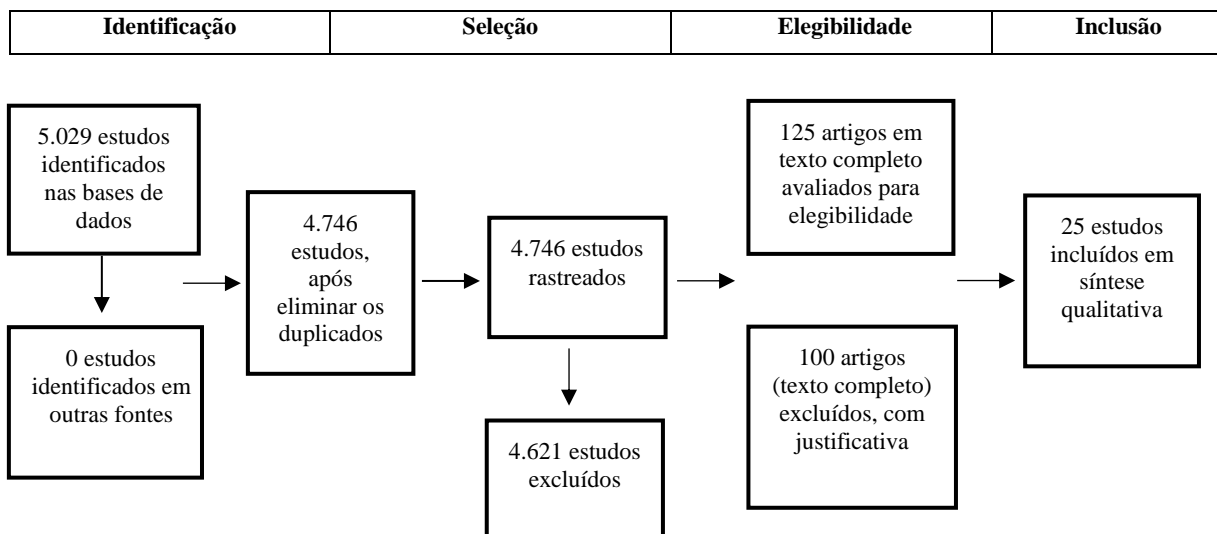 Identificação
Seleção
Elegibilidade
Inclusão
5.029 estudos
identificados
nas bases de
dados
0 estudos
identificados em
outras fontes
4.746
estudos,
após
eliminar os
duplicados
4.746 estudos
rastreados
4.621 estudos
excluídos
125 artigos em
texto completo
avaliados para
elegibilidade
100 artigos
(texto completo)
excluídos, com
justificativa
25 estudos
incluídos em
síntese
qualitativa